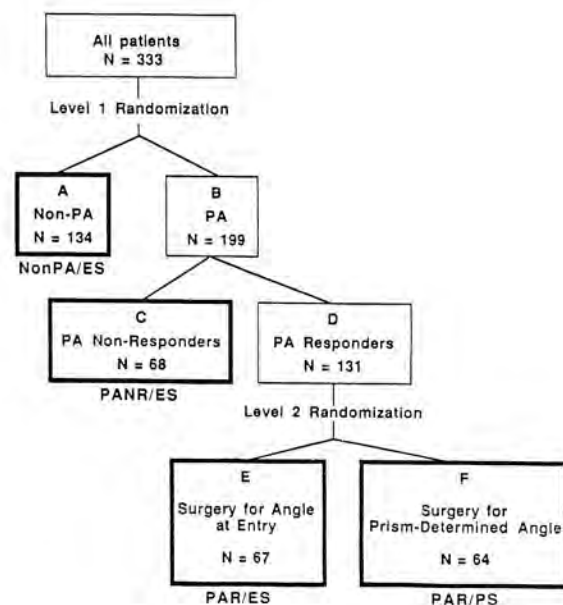 All patients
N = 333
Level 1 Randomization
A
Non-PA
N = 134
NonPA/ES
B
PA
N = 199
C
PA Non-Responders
N = 68
PANR/ES
D
PA Responders
N = 131
Level 2 Randomization
E
Surgery for Angle
at Entry
N = 67
PAR/ES
F
Surgery for
Prism-Determined Angle
N = 64
PAR/PS